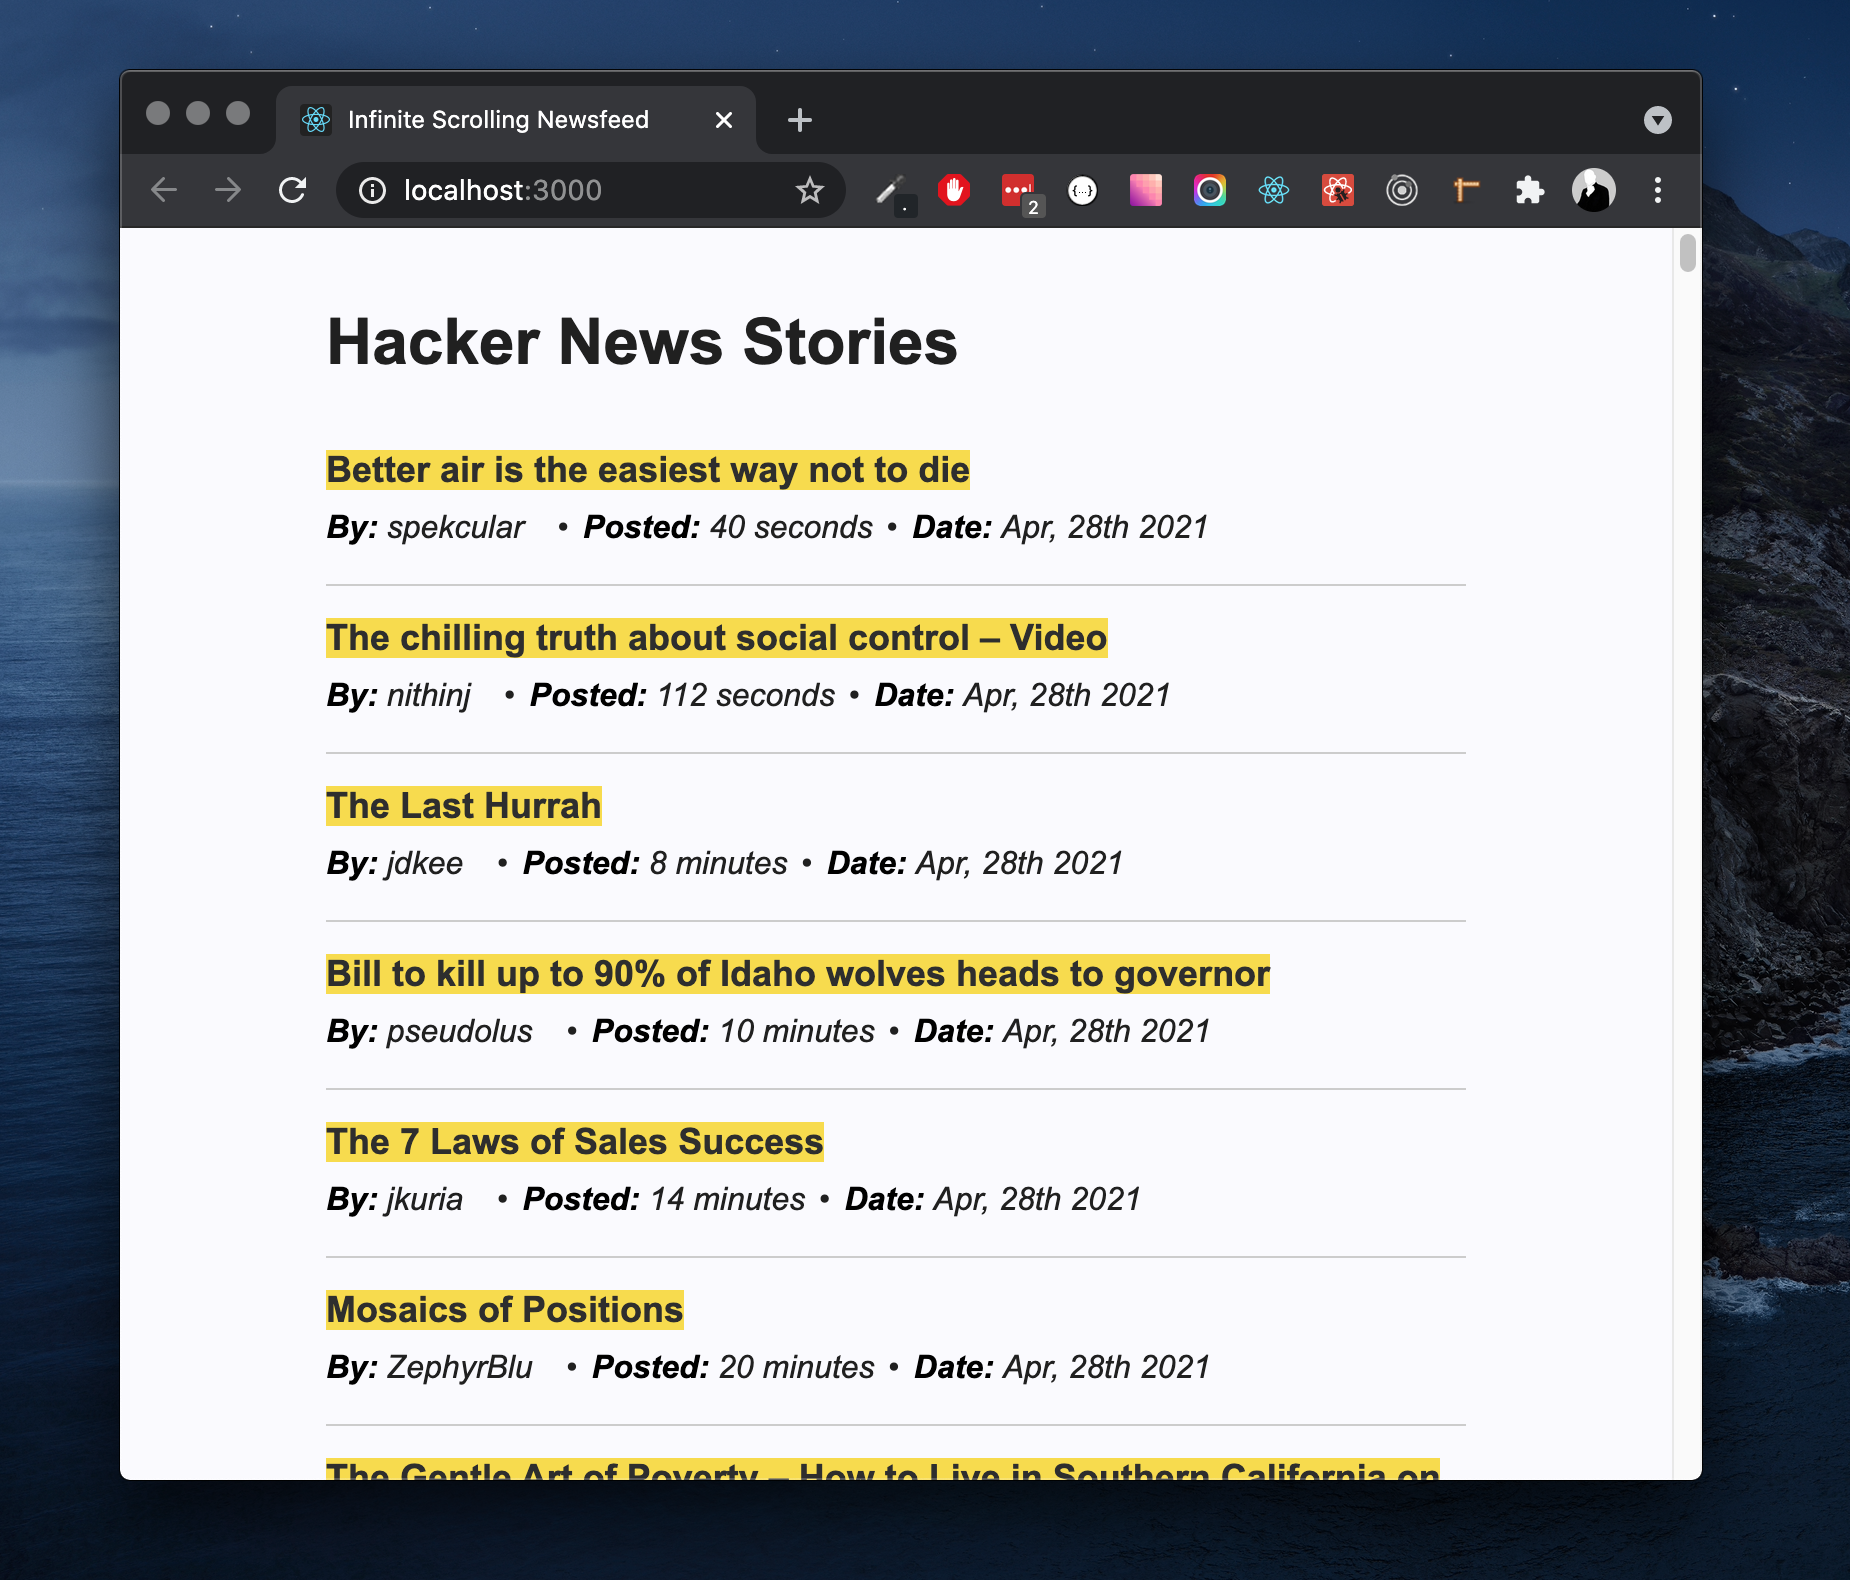 Infinite Scrolling Newsfeed
localhost:3000
2
Hacker News Stories
Better air is the easiest way not to die
By: spekcular • Posted: 40 seconds • Date: Apr, 28th 2021
The chilling truth about social control – Video
By: nithinj • Posted: 112 seconds • Date: Apr, 28th 2021
The Last Hurrah
By: jdkee • Posted: 8 minutes • Date: Apr, 28th 2021
Bill to kill up to 90% of Idaho wolves heads to governor
By: pseudolus • Posted: 10 minutes • Date: Apr, 28th 2021
The 7 Laws of Sales Success
By: jkuria • Posted: 14 minutes • Date: Apr, 28th 2021
Mosaics of Positions
By: ZephyrBlu • Posted: 20 minutes • Date: Apr, 28th 2021
The Gentle Art of Poverty – How to Live in Southern California on